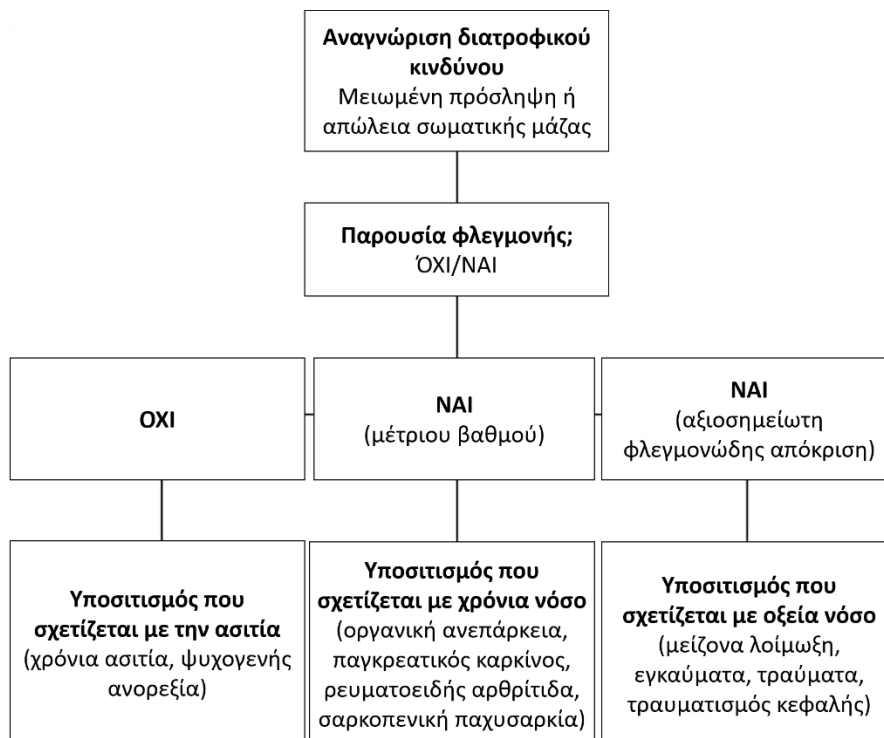 Αναγνώριση διατροφικού
κινδύνου
Μειωμένη πρόσληψη ή
απώλεια σωματικής μάζας
Παρουσία φλεγμονής;
ΌΧΙ/ΝΑΙ
ΟΧΙ
ΝΑΙ
(μέτριου βαθμού)
ΝΑΙ
(αξιοσημείωτη
φλεγμονώδης απόκριση)
Υποσιτισμός που
σχετίζεται με την ασιτία
(χρόνια ασιτία, ψυχογενής
ανορεξία)
Υποσιτισμός που
σχετίζεται με χρόνια νόσο
(οργανική ανεπάρκεια,
παγκρεατικός καρκίνος,
ρευματοειδής αρθρίτιδα,
σαρκοπενική παχυσαρκία)
Υποσιτισμός που
σχετίζεται με οξεία νόσο
(μείζονα λοίμωξη,
εγκαύματα, τραύματα,
τραυματισμός κεφαλής)